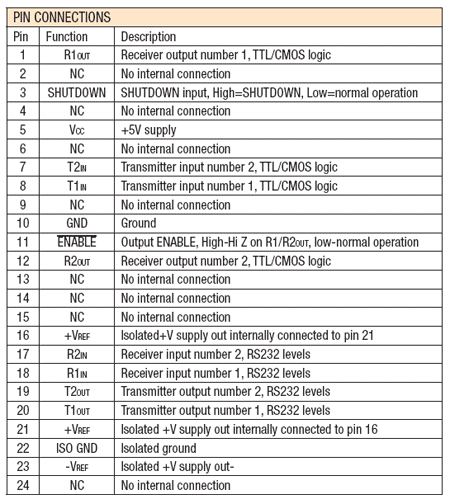 PIN CONNECTIONS
Pin Function Description
1 R1OUT Receiver output number 1, TTL/CMOS logic
2 NC No internal connection
3 SHUTDOWN SHUTDOWN input, High=SHUTDOWN, Low=normal operation
4 NC No internal connection
5 VCC +5V supply
6 NC No internal connection
7 T2IN Transmitter input number 2, TTL/CMOS logic
8 T1IN Transmitter input number 1, TTL/CMOS logic
9 NC No internal connection
10 GND Ground
11 ENABLE Output ENABLE, High-Hi Z on R1/R2OUT, low-normal operation
12 R2OUT Receiver output number 2, TTL/CMOS logic
13 NC No internal connection
14 NC No internal connection
15 NC No internal connection
16 +VREF Isolated+V supply out internally connected to pin 21
17 R2IN Receiver input number 2, RS232 levels
18 R1IN Receiver input number 1, RS232 levels
19 T2OUT Transmitter output number 2, RS232 levels
20 T1OUT Transmitter output number 1, RS232 levels
21 +VREF Isolated +V supply out internally connected to pin 16
22 ISO GND Isolated ground
23 -VREF Isolated +V supply out-
24 NC No internal connection